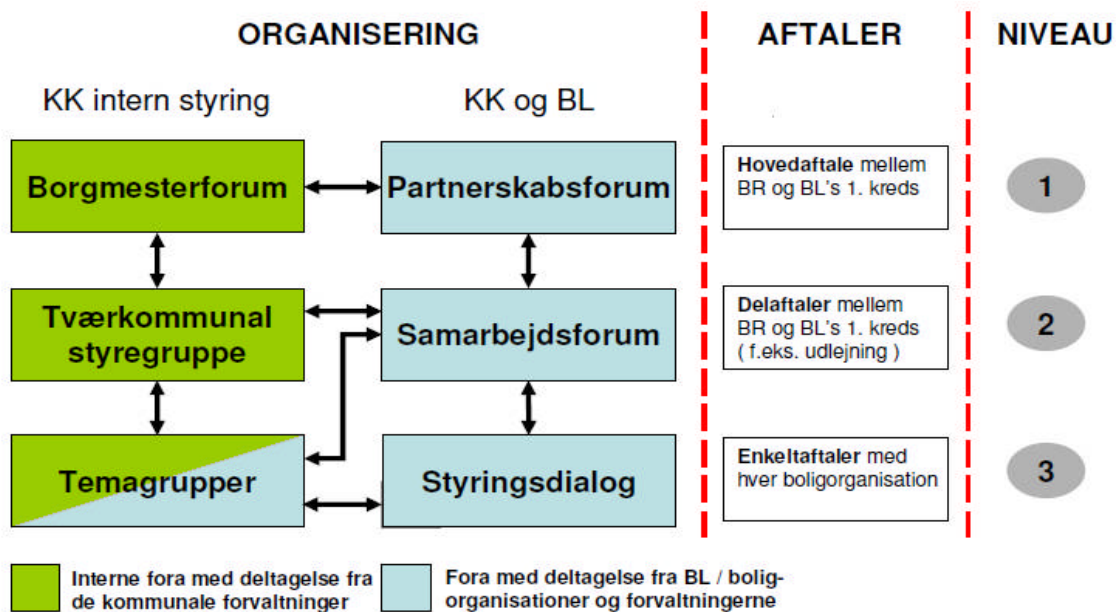 ORGANISERING
AFTALER
NIVEAU
KK intern styring
KK og BL
Borgmesterforum
Partnerskabsforum
Hovedaftale mellem
BR og BL's 1. kreds
1
Tværkommunal
styregruppe
Samarbejdsforum
Delaftaler mellem
BR og BL's 1. kreds
( f.eks. udlejning )
2
Temagrupper
Styringsdialog
Enkeltaftaler med
hver boligorganisation
3
Interne fora med deltagelse fra
de kommunale forvaltninger
Fora med deltagelse fra BL / bolig-
organisationer og forvaltningerne